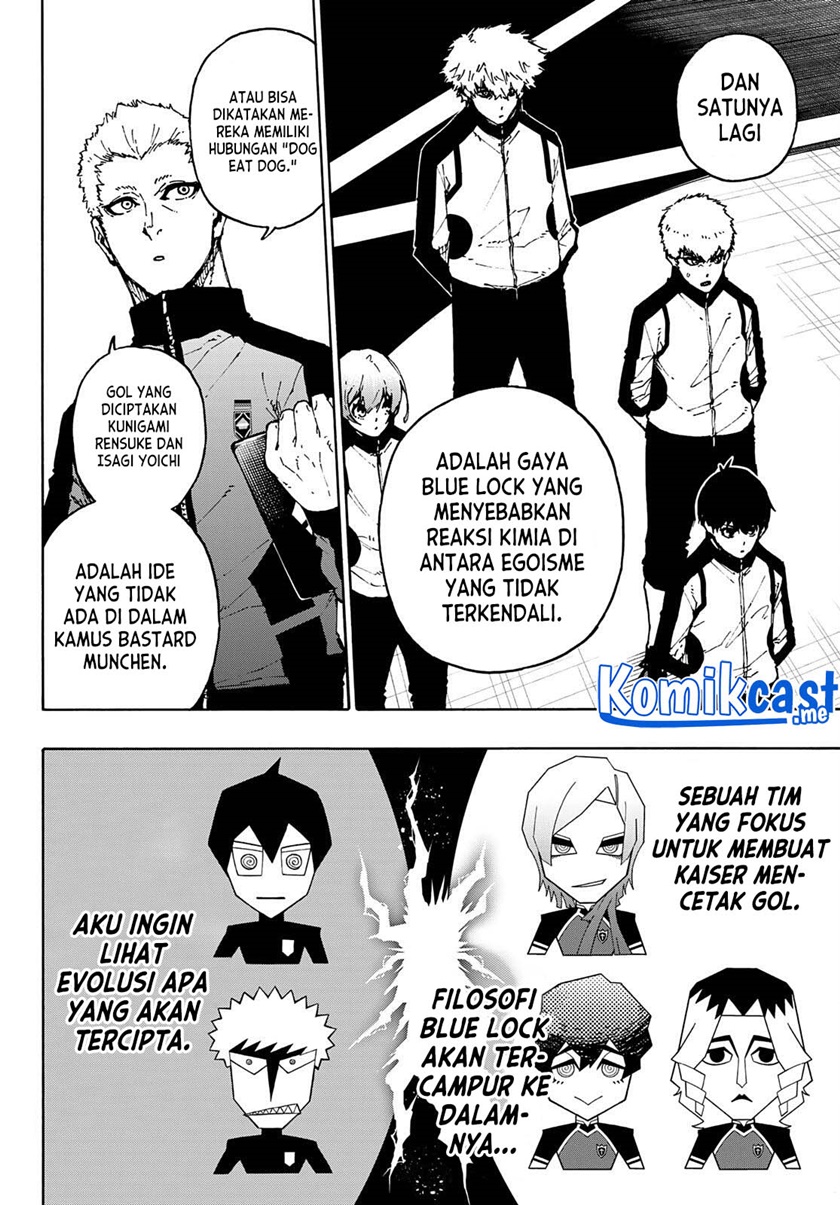 DAN
SATUNYA
LAGI
ADALAH GAYA
BLUE LOCK YANG
MENYEBABKAN
REAKSI KIMIA DI
ANTARA EGOISME
YANG TIDAK
TERKENDALI.
ATAU BISA
DIKATAKAN ME-
REKA MEMILIKI
HUBUNGAN "DOG
EAT DOG."
GOL YANG
DICIPTAKAN
KUNIGAMI
RENSUKE DAN
ISAGI YOICHI
ADALAH IDE
YANG TIDAK
ADA DI DALAM
KAMUS BASTARD
MUNCHEN.
Komikcast
.me
SEBUAH TIM
YANG FOKUS
UNTUK MEMBUAT
KAISER MEN-
CETAK GOL.
FILOSOFI
BLUE LOCK
AKAN TER-
CAMPUR KE
DALAM-
NYA...
AKU INGIN
LIHAT
EVOLUSI APA
YANG AKAN
TERCIPTA.